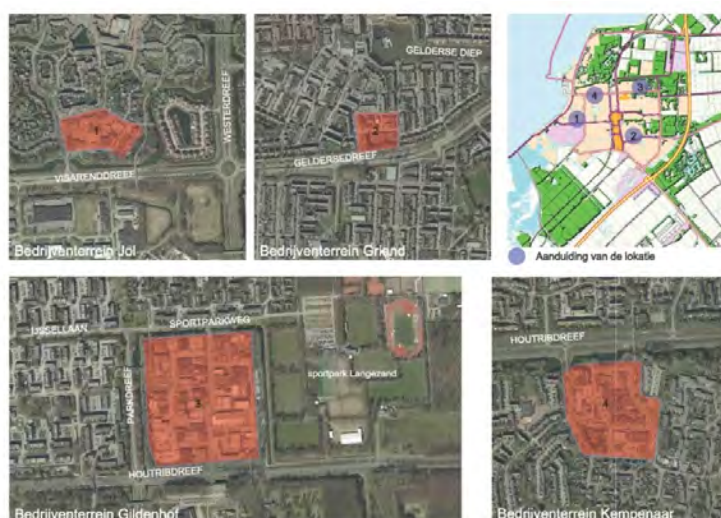 WESTERDREEF
1
VISARENDDREEF
Bedrijventerrein Jol
GELDERSE DIEP
2
GELDERSEDREEF
Bedrijventerrein Griend
3
4
1
2
Aanduiding van de lokatie
IJSSELLAAN
SPORTPARKWEG
PARKDREEF
3
sportpark Langezand
HOUTRIBDREEF
Bedrijventerrein Gildenhof
HOUTRIBDREEF
4
Bedrijventerrein Kempenaar